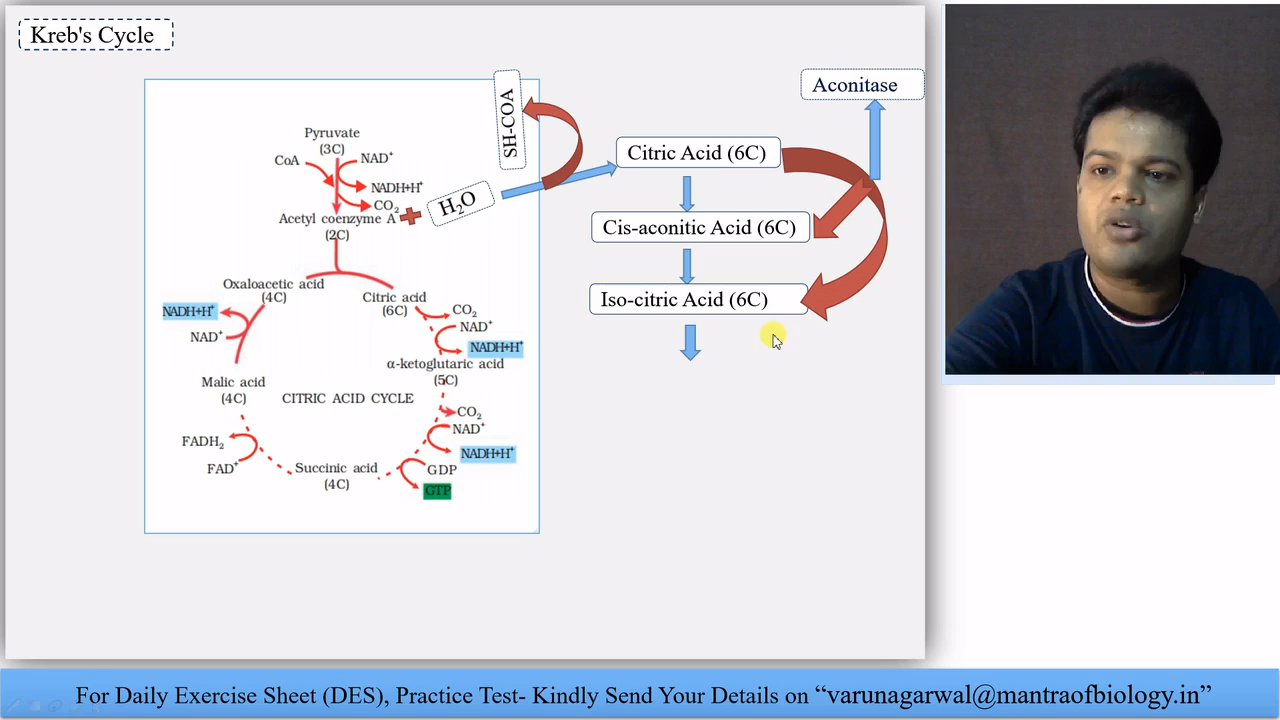 Kreb's Cycle
SH-COA
Aconitase
Pyruvate
(3C)
CoA
NAD⁺
NADH+H⁺
CO₂
Acetyl coenzyme A
(2C)
H₂O
Citric Acid (6C)
Cis-aconitic Acid (6C)
Iso-citric Acid (6C)
Oxaloacetic acid
(4C)
Citric acid
(6C)
CO₂
NAD⁺
NADH+H⁺
NADH+H⁺
NAD⁺
α-ketoglutaric acid
(5C)
Malic acid
(4C)
CITRIC ACID CYCLE
CO₂
NAD⁺
NADH+H⁺
FADH₂
FAD⁺
Succinic acid
(4C)
GDP
GTP
For Daily Exercise Sheet (DES), Practice Test- Kindly Send Your Details on “varunagarwal@mantraofbiology.in”